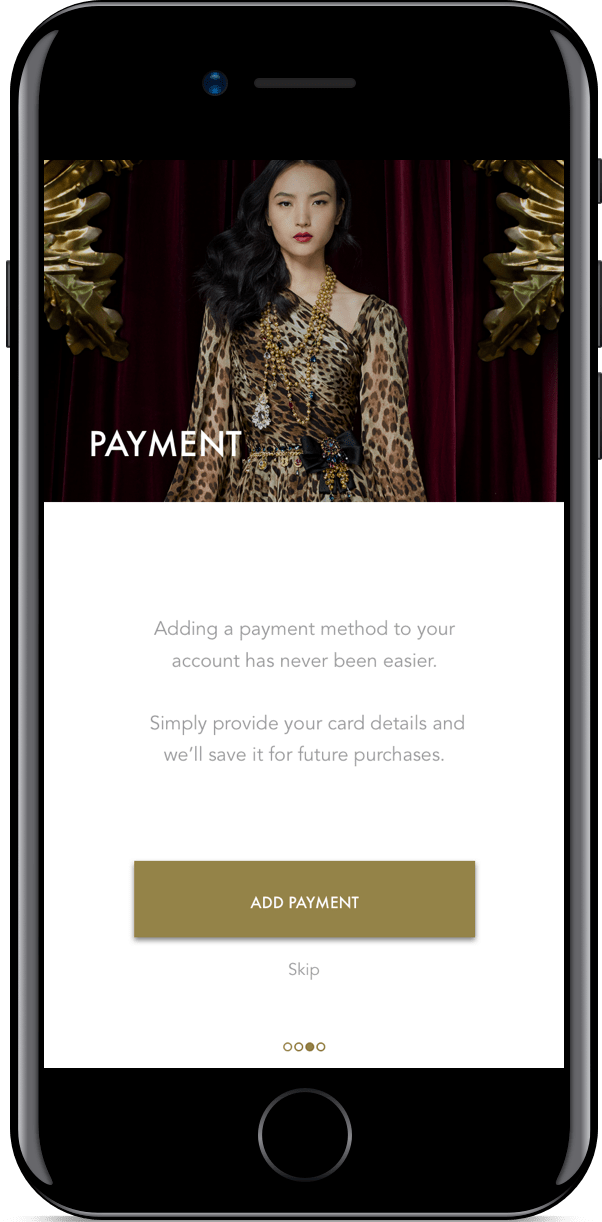 PAYMENT
Adding a payment method to your
account has never been easier.
Simply provide your card details and
we’ll save it for future purchases.
ADD PAYMENT
Skip